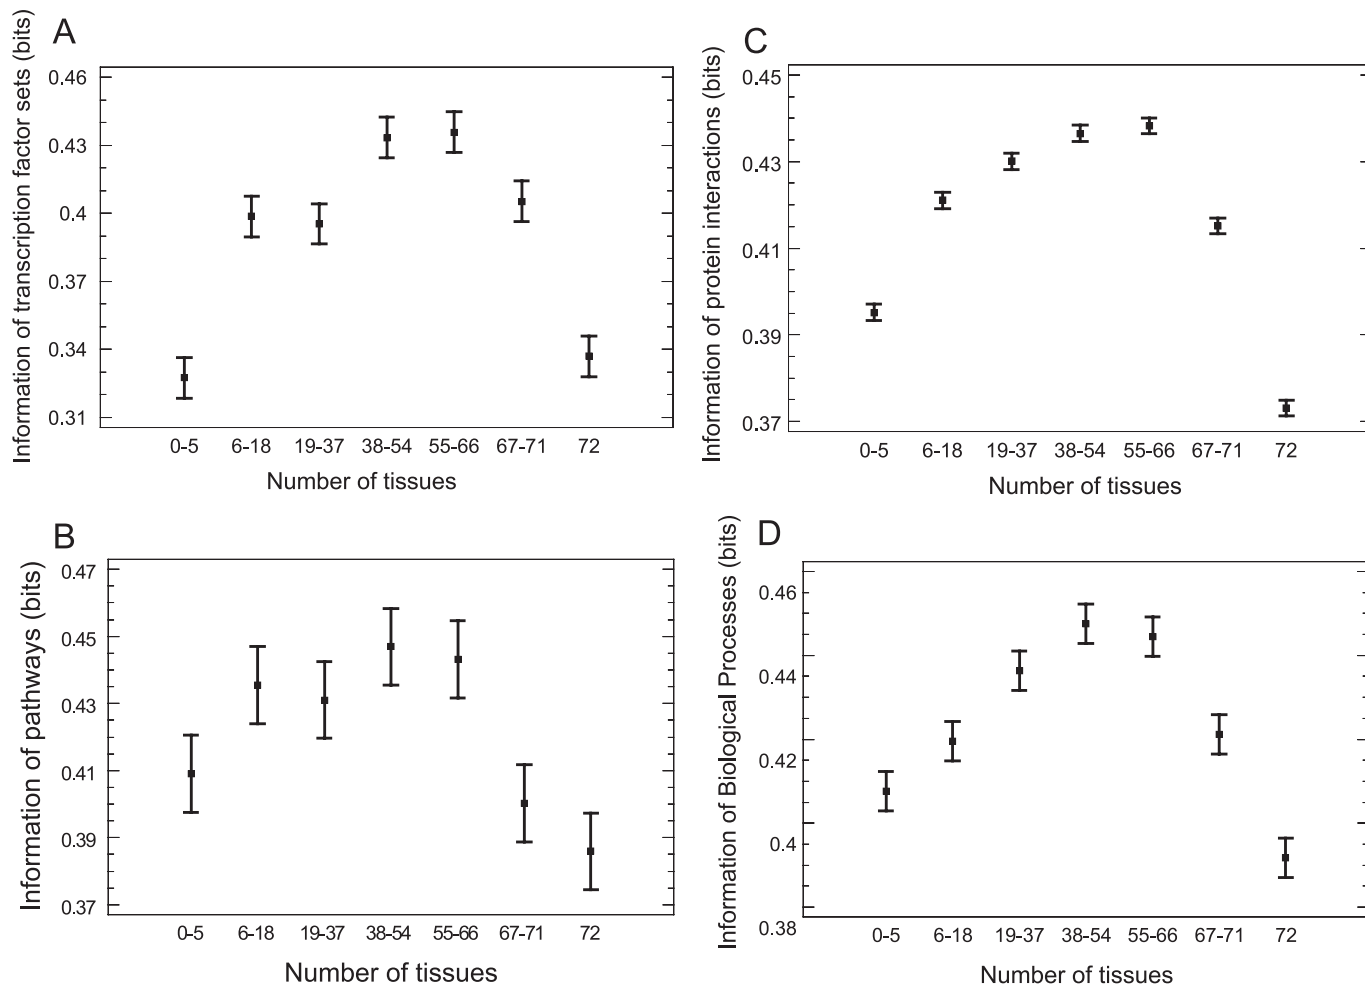 A
Information of transcription factor sets (bits)
0.46
0.43
0.4
0.37
0.34
0.31
0-5 6-18 19-37 38-54 55-66 67-71 72
Number of tissues
C
Information of protein interactions (bits)
0.45
0.43
0.41
0.39
0.37
0-5 6-18 19-37 38-54 55-66 67-71 72
Number of tissues
B
Information of pathways (bits)
0.47
0.45
0.43
0.41
0.39
0.37
0-5 6-18 19-37 38-54 55-66 67-71 72
Number of tissues
D
Information of Biological Processes (bits)
0.46
0.44
0.42
0.4
0.38
0-5 6-18 19-37 38-54 55-66 67-71 72
Number of tissues